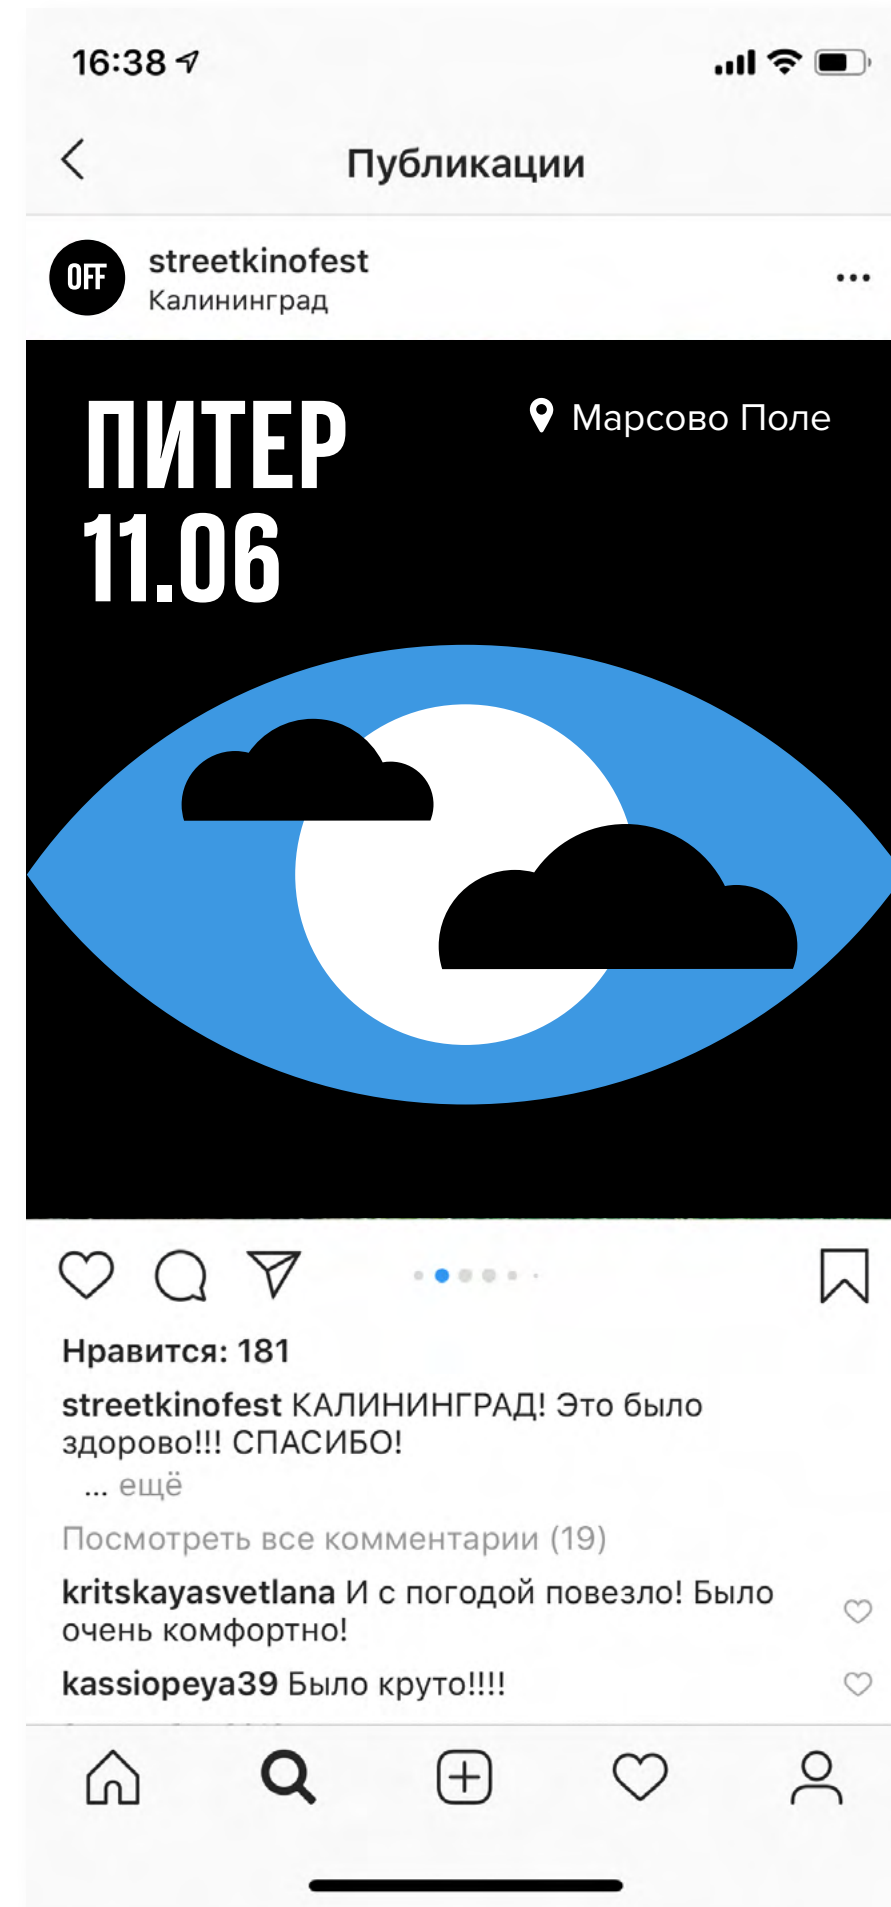 16:38
Публикации
OFF
streetkinofest
Калининград
ПИТЕР
11.06
Марсово Поле
Нравится: 181
streetkinofest КАЛИНИНГРАД! Это было
здорово!!! СПАСИБО!
... ещё
Посмотреть все комментарии (19)
kritskayasvetlana И с погодой повезло! Было
очень комфортно!
kassiopeya39 Было круто!!!!